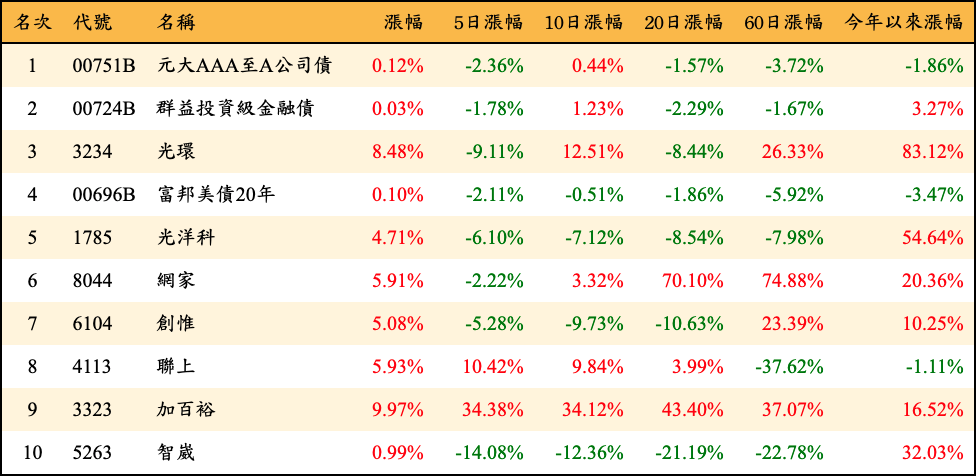 名次 代號 名稱 漲幅 5日漲幅 10日漲幅 20日漲幅 60日漲幅 今年以來漲幅
1 00751B 元大AAA至A公司債 0.12% -2.36% 0.44% -1.57% -3.72% -1.86%
2 00724B 群益投資級金融債 0.03% -1.78% 1.23% -2.29% -1.67% 3.27%
3 3234 光環 8.48% -9.11% 12.51% -8.44% 26.33% 83.12%
4 00696B 富邦美債20年 0.10% -2.11% -0.51% -1.86% -5.92% -3.47%
5 1785 光洋科 4.71% -6.10% -7.12% -8.54% -7.98% 54.64%
6 8044 網家 5.91% -2.22% 3.32% 70.10% 74.88% 20.36%
7 6104 創惟 5.08% -5.28% -9.73% -10.63% 23.39% 10.25%
8 4113 聯上 5.93% 10.42% 9.84% 3.99% -37.62% -1.11%
9 3323 加百裕 9.97% 34.38% 34.12% 43.40% 37.07% 16.52%
10 5263 智崴 0.99% -14.08% -12.36% -21.19% -22.78% 32.03%